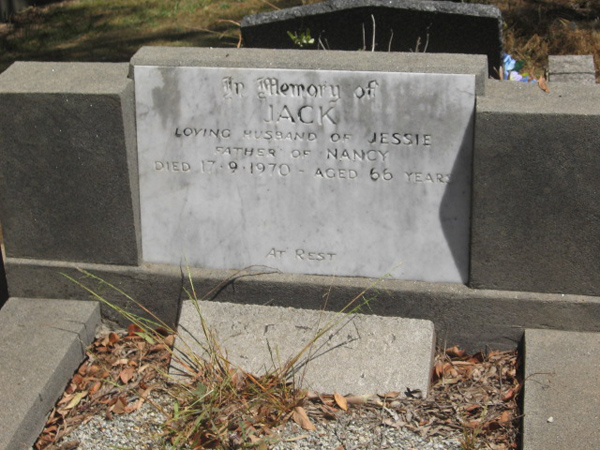 In Memory of
JACK
LOVING HUSBAND OF JESSIE
FATHER OF NANCY
DIED 17·9·1970 - AGED 66 YEARS
AT REST